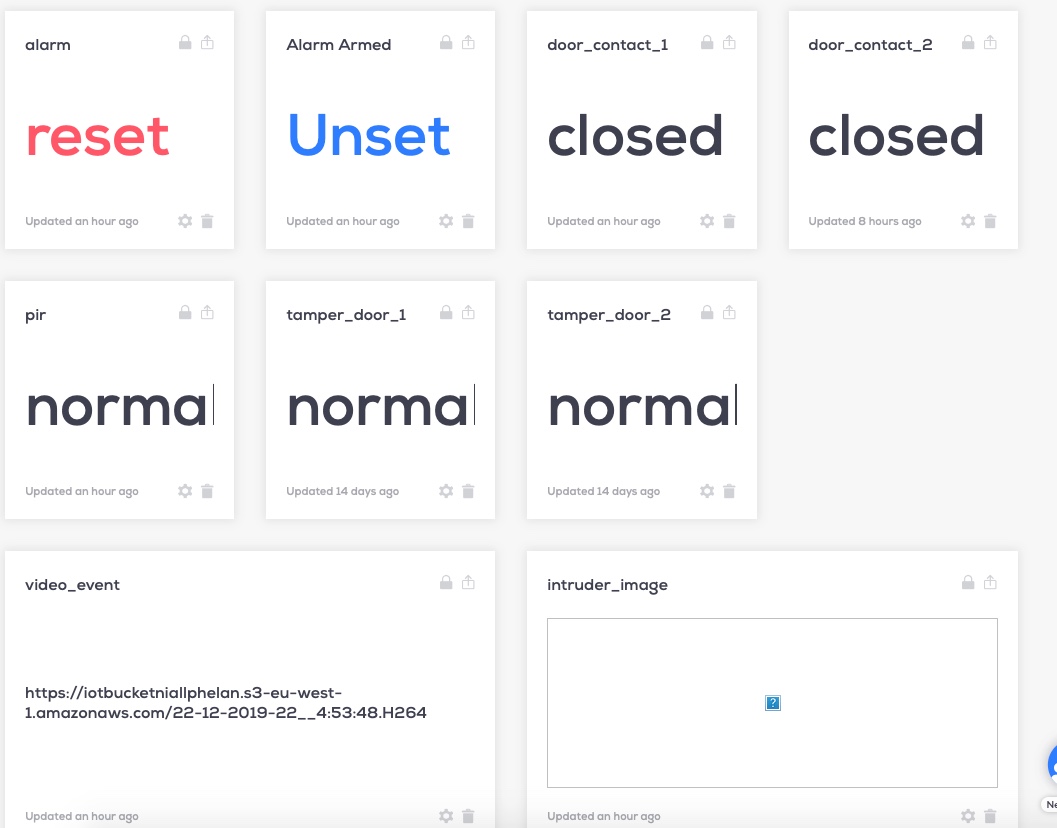 alarm
Alarm Armed
door_contact_1
door_contact_2
reset
Unset
closed
closed
Updated an hour ago
Updated an hour ago
Updated an hour ago
Updated 8 hours ago
pir
tamper_door_1
tamper_door_2
normal
normal
normal
Updated an hour ago
Updated 14 days ago
Updated 14 days ago
video_event
intruder_image
https://iotbucketniallphelan.s3-eu-west-
1.amazonaws.com/22-12-2019-22__4:53:48.H264
?
Updated an hour ago
Updated an hour ago